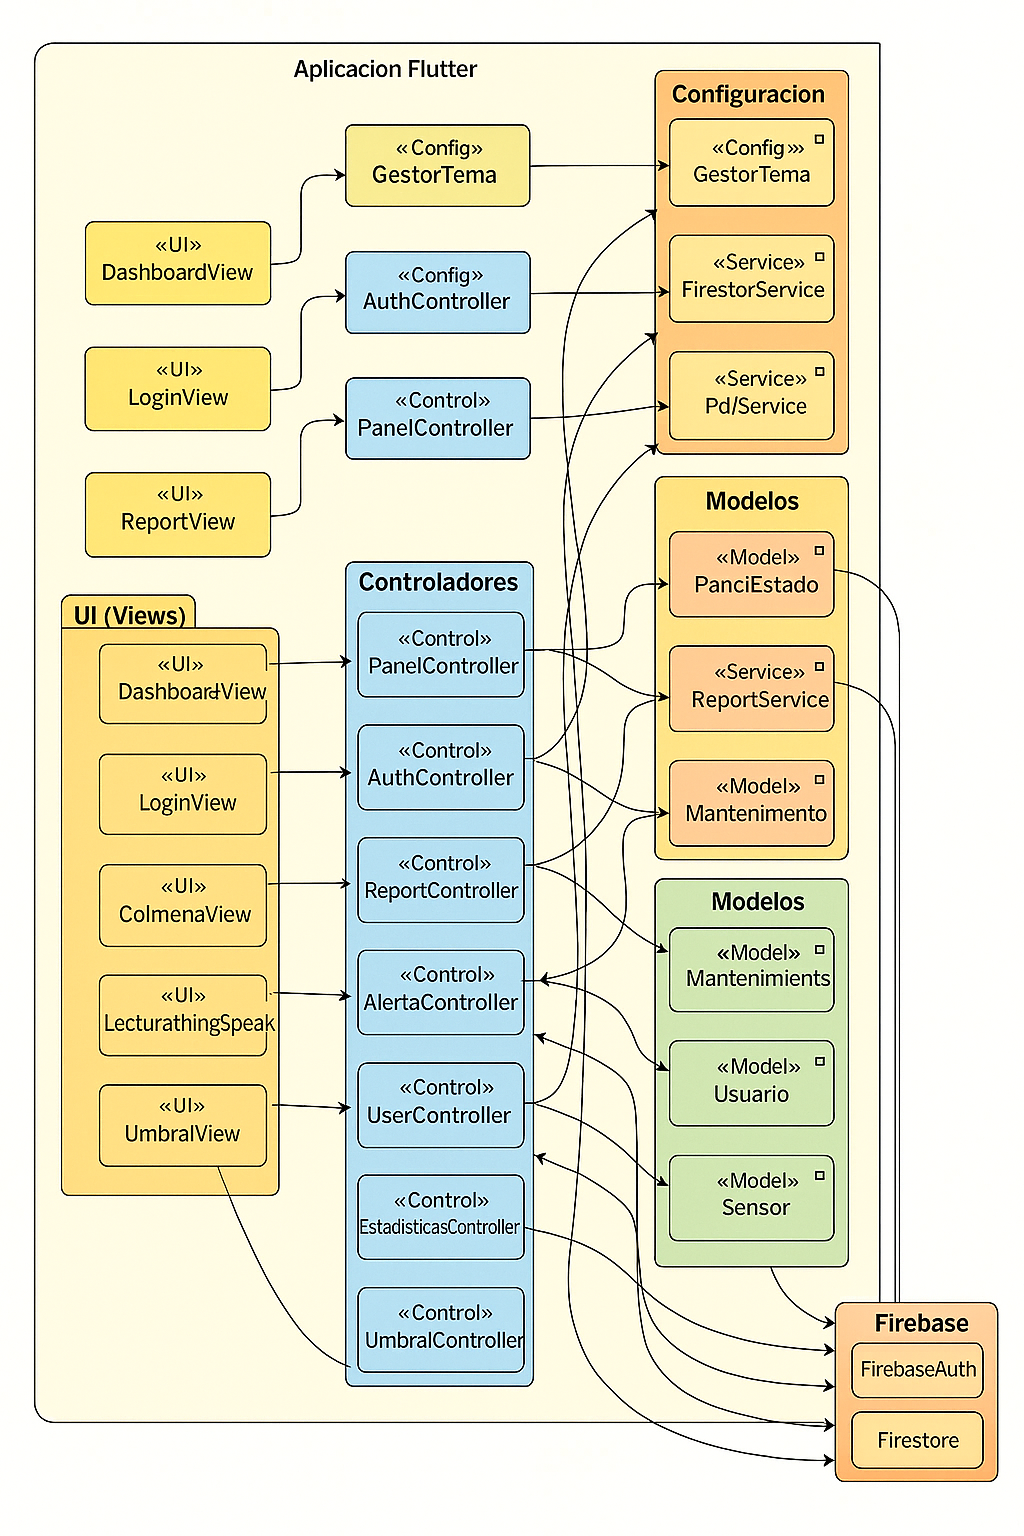 Aplicacion Flutter
«Config»
GestorTema
«UI»
DashboardView
«Config»
AuthController
«UI»
LoginView
«Control»
PanelController
«UI»
ReportView
Configuracion
«Config»»
GestorTema
«Service»
FirestorService
«Service»
Pd/Service
Modelos
«Model»
PanciEstado
«Service»
ReportService
«Model»
Mantenimento
UI (Views)
«UI»
DashboardView
«UI»
LoginView
«UI»
ColmenaView
«UI»
LecturathingSpeak
«UI»
UmbralView
Controladores
«Control»
PanelController
«Control»
AuthController
«Control»
ReportController
«Control»
AlertaController
«Control»
UserController
«Control»
EstadisticasController
«Control»
UmbralController
Modelos
«Model»
Mantenimients
«Model»
Usuario
«Model»
Sensor
Firebase
FirebaseAuth
Firestore